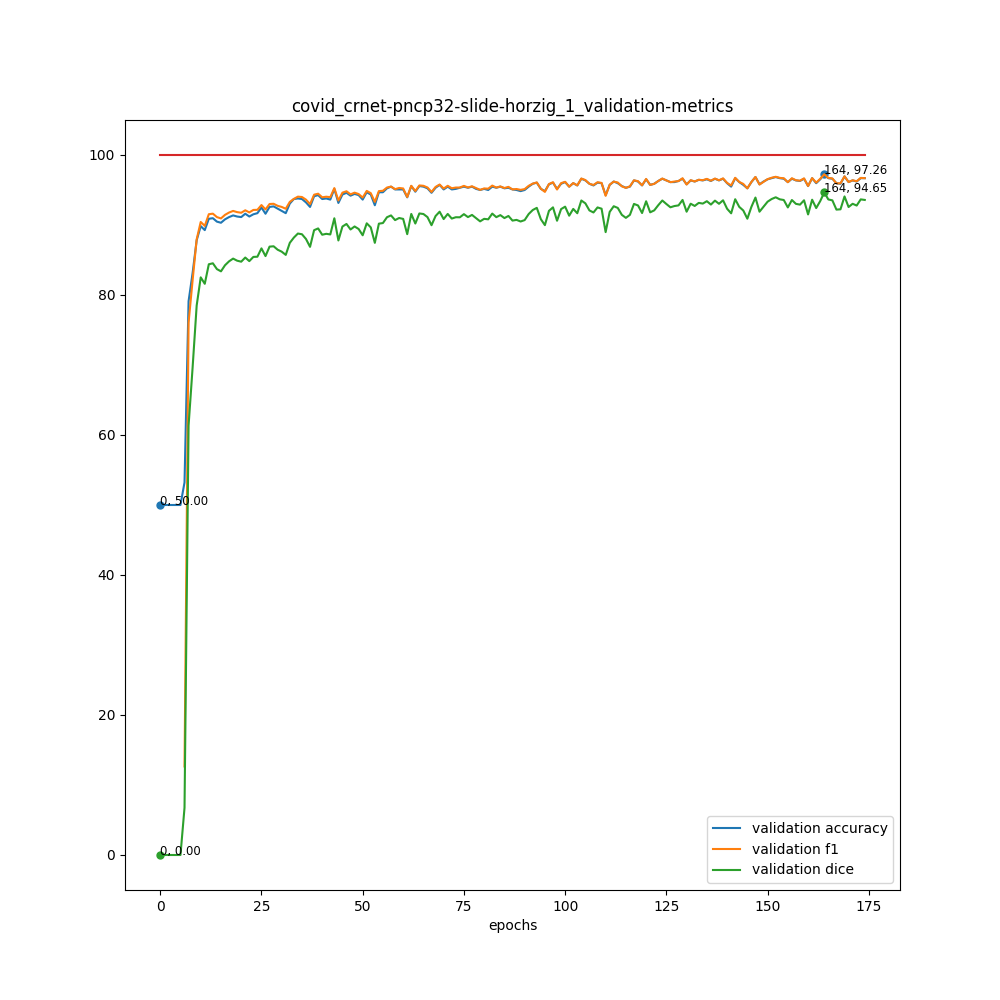 covid_crnet-pncp32-slide-horzig_1_validation-metrics
100
80
60
40
20
0
164, 97.26
164, 94.65
0, 50.00
0, 0.00
validation accuracy
validation f1
validation dice
0 25 50 75 100 125 150 175
epochs